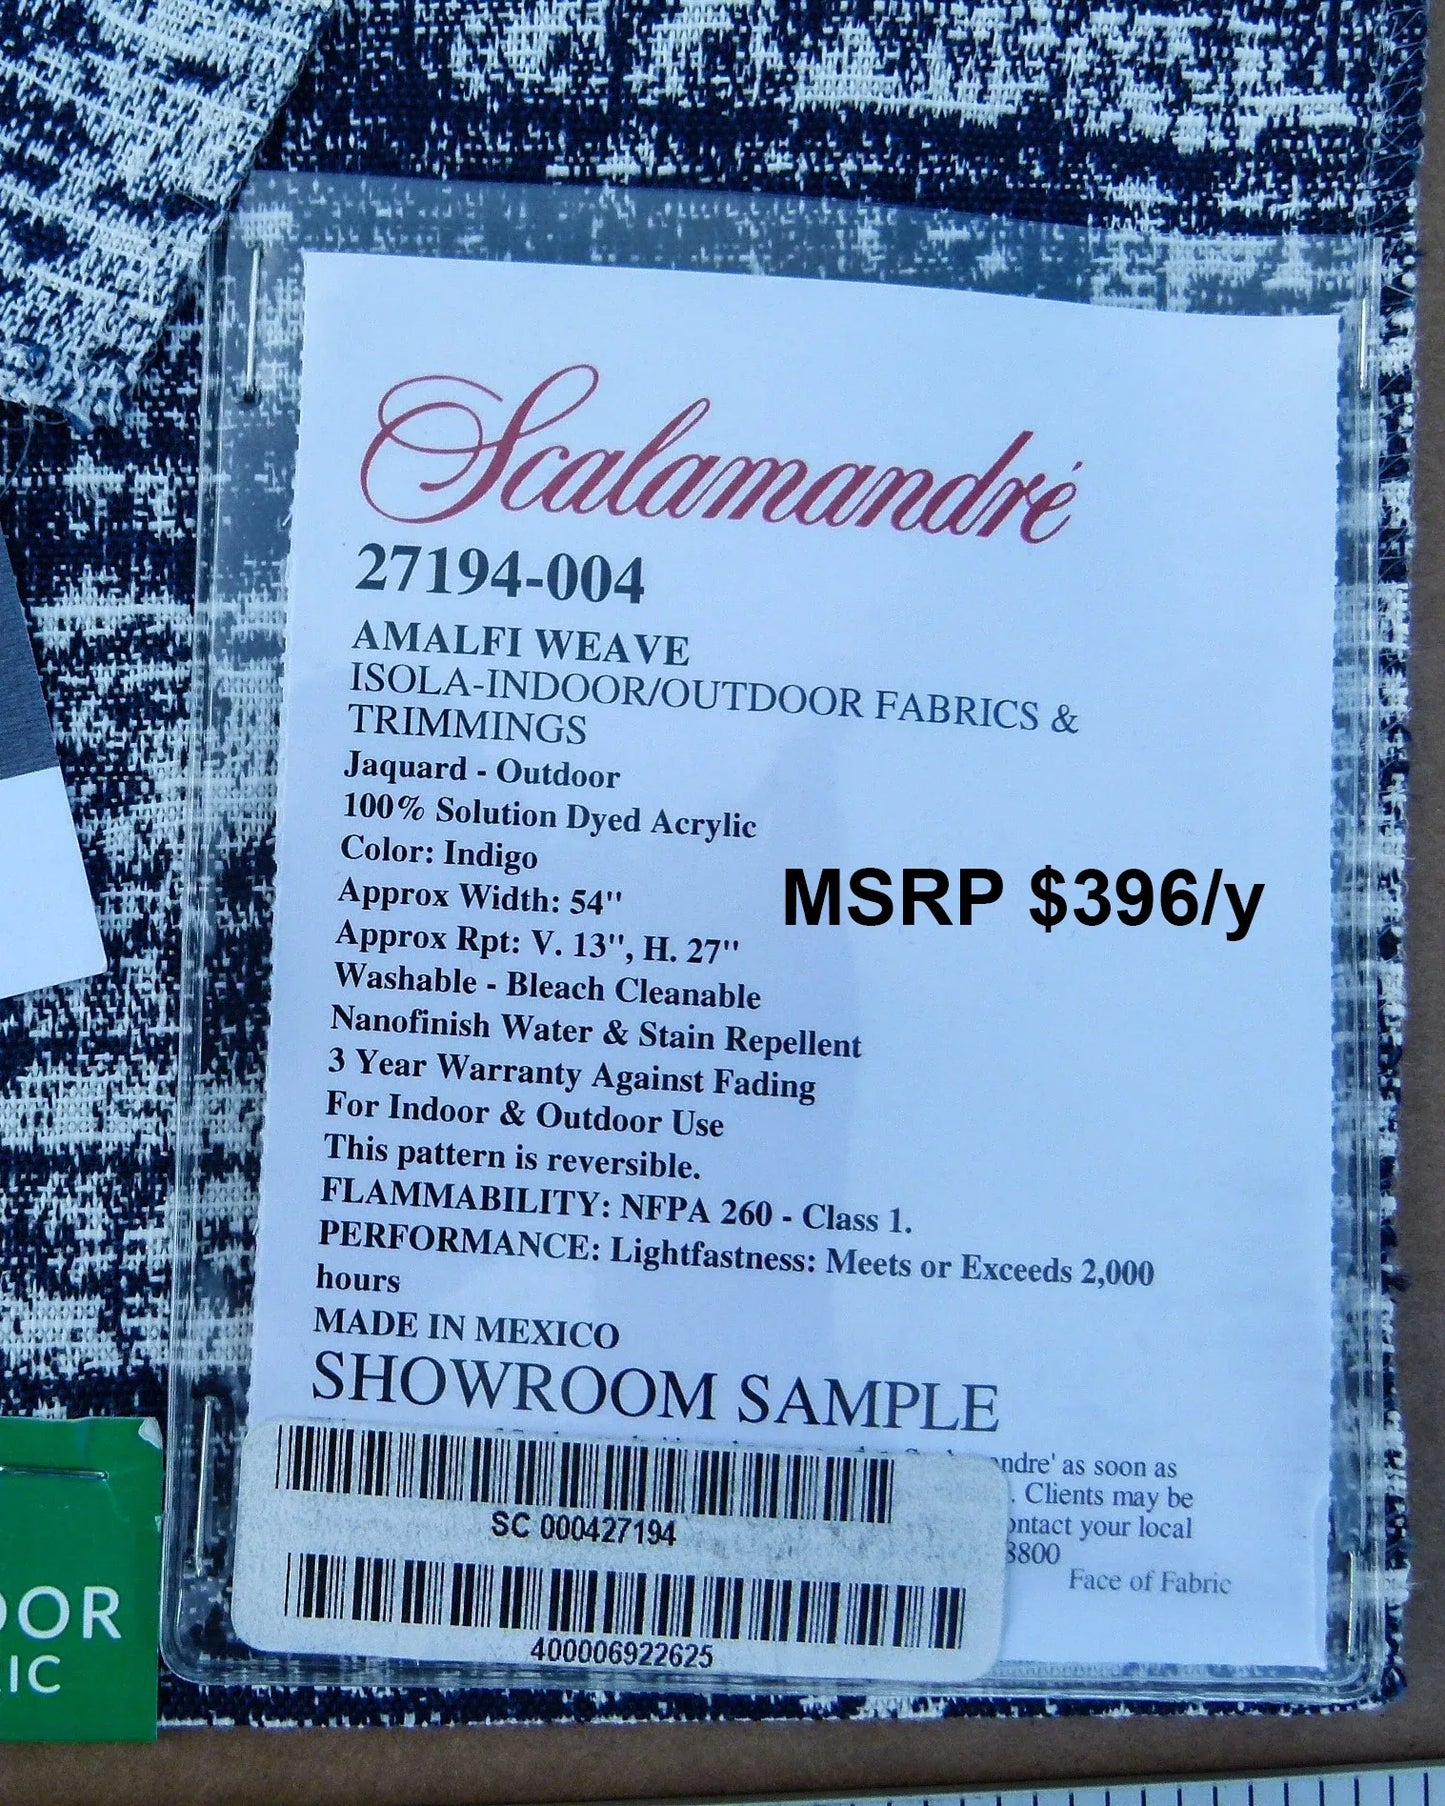 Scalamandré
27194-004
AMALFI WEAVE
ISOLA-INDOOR/OUTDOOR FABRICS &
TRIMMINGS
Jaquard - Outdoor
100% Solution Dyed Acrylic
Color: Indigo
Approx Width: 54"
MSRP $396/y
Approx Rpt: V. 13", H. 27"
Washable - Bleach Cleanable
Nanofinish Water & Stain Repellent
3 Year Warranty Against Fading
For Indoor & Outdoor Use
This pattern is reversible.
FLAMMABILITY: NFPA 260 - Class 1.
PERFORMANCE: Lightfastness: Meets or Exceeds 2,000
hours
MADE IN MEXICO
SHOWROOM SAMPLE
ndre' as soon as
. Clients may be
ontact your local
8800
Face of Fabric
SC 000427194
400006922625
OOR
IC